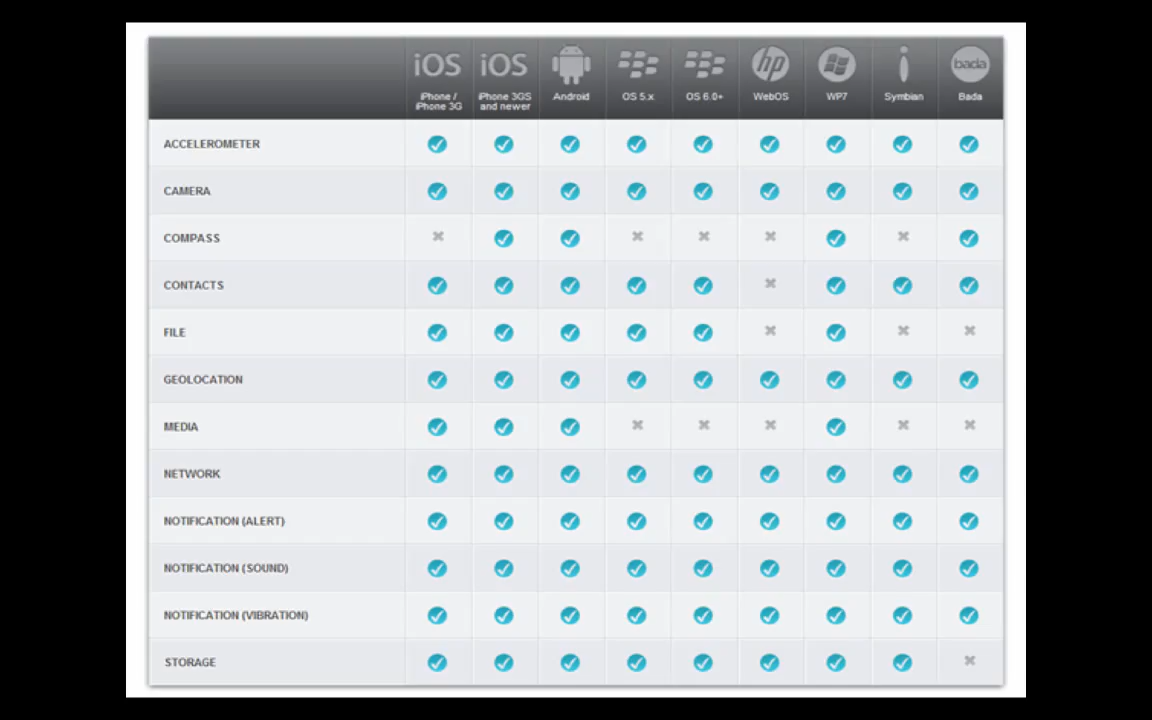 iOS iOS hp bada
iPhone / iPhone 3GS Android OS 5.x OS 6.0+ WebOS WP7 Symbian Bada
iPhone 3G and newer
ACCELEROMETER
CAMERA
COMPASS
CONTACTS
FILE
GEOLOCATION
MEDIA
NETWORK
NOTIFICATION (ALERT)
NOTIFICATION (SOUND)
NOTIFICATION (VIBRATION)
STORAGE